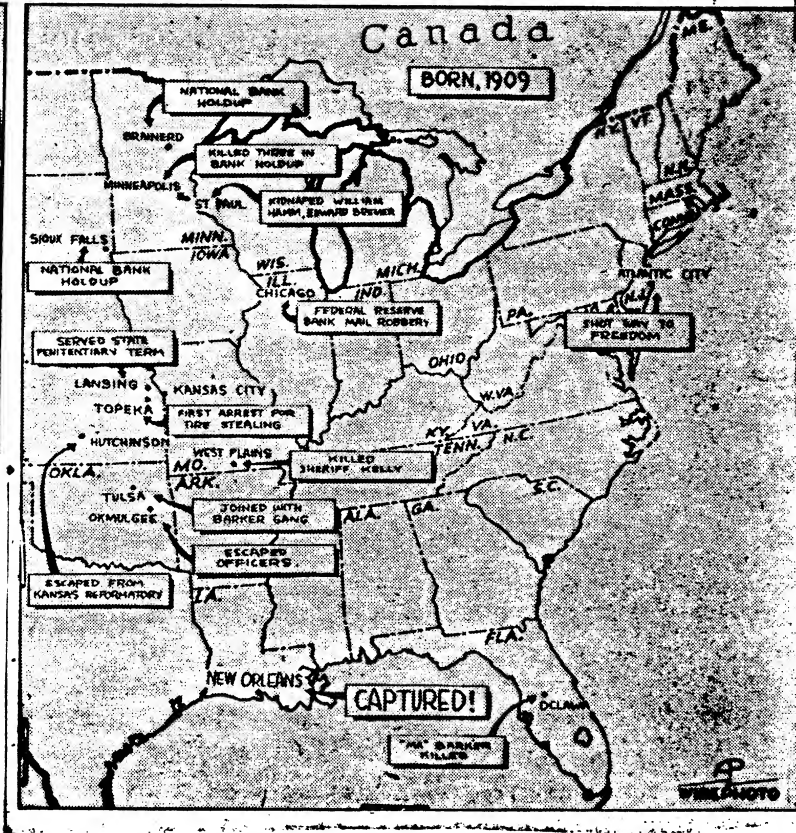 Canada
ME.
BORN, 1909
NATIONAL BANK
HOLDUP
BRAINERD
N.Y.
VT.
N.H.
KILLED THREE IN
BANK HOLDUP
MINNEAPOLIS
ST. PAUL
KIDNAPED WILLIAM
HAMM, EDWARD BREMER
MASS.
CONN.
SIOUX FALLS
MINN.
IOWA
NATIONAL BANK
HOLDUP
WIS.
ILL.
MICH.
IND.
CHICAGO
FEDERAL RESERVE
BANK MAIL ROBBERY
ATLANTIC CITY
PA.
N.J.
SHOT WAY TO
FREEDOM
SERVED STATE
PENITENTIARY TERM
OHIO
LANSING
KANSAS CITY
TOPEKA
FIRST ARREST FOR
TIRE STEALING
W.VA.
HUTCHINSON
KY.
VA.
TENN.
N.C.
OKLA.
MO.
ARK.
WEST PLAINS
KILLED
SHERIFF KELLY
S.C.
TULSA
JOINED WITH
BARKER GANG
ALA.
GA.
OKMULGEE
ESCAPED
OFFICERS.
ESCAPED FROM
KANSAS REFORMATORY
LA.
FLA.
NEW ORLEANS
CAPTURED!
OCLAWA
"MA" BARKER
KILLED
AP
WIREPHOTO